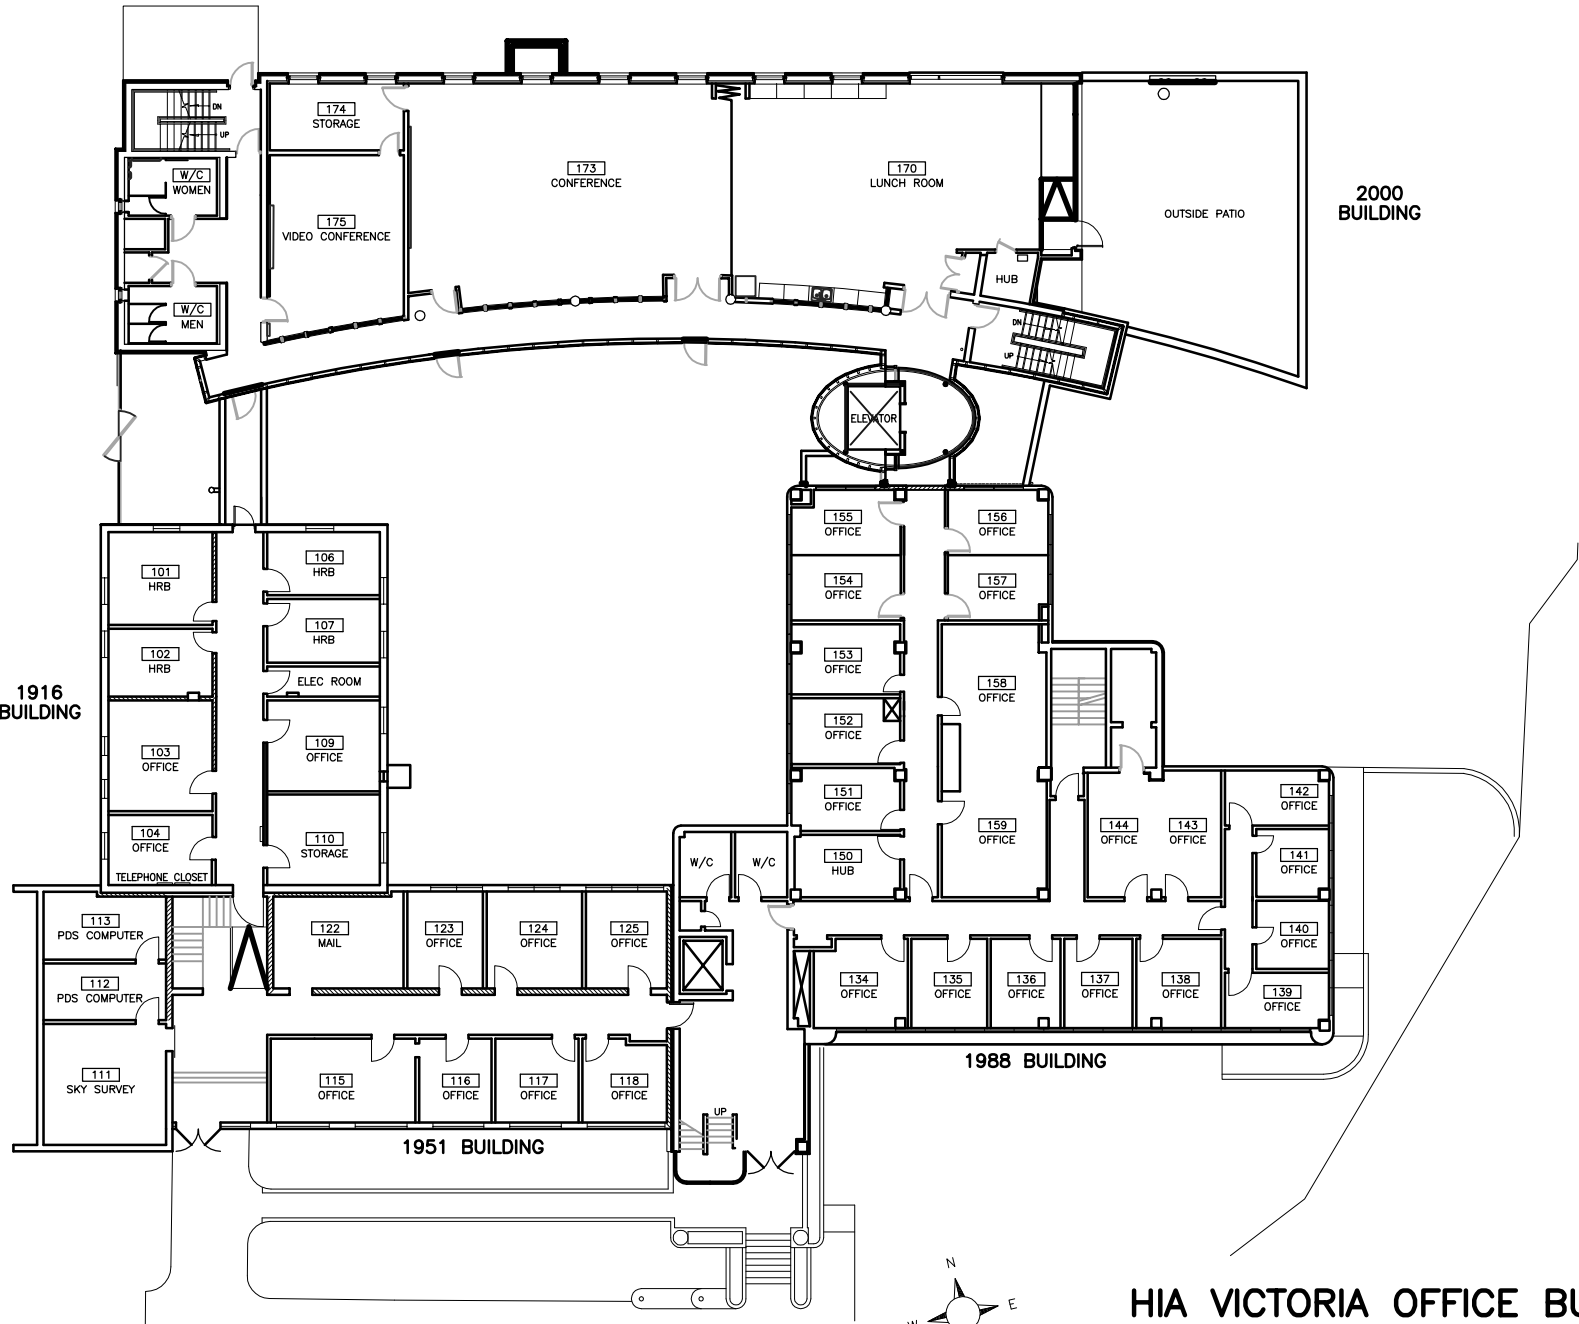 DN
UP
174
STORAGE
W/C
WOMEN
173
CONFERENCE
170
LUNCH ROOM
2000
BUILDING
OUTSIDE PATIO
175
VIDEO CONFERENCE
HUB
W/C
MEN
DN
UP
ELEVATOR
155
OFFICE
156
OFFICE
101
HRB
106
HRB
154
OFFICE
157
OFFICE
107
HRB
102
HRB
153
OFFICE
ELEC ROOM
158
OFFICE
1916
BUILDING
152
OFFICE
103
OFFICE
109
OFFICE
151
OFFICE
142
OFFICE
104
OFFICE
110
STORAGE
159
OFFICE
144
OFFICE
143
OFFICE
150
HUB
W/C
W/C
141
OFFICE
TELEPHONE CLOSET
113
PDS COMPUTER
122
MAIL
123
OFFICE
124
OFFICE
125
OFFICE
140
OFFICE
112
PDS COMPUTER
134
OFFICE
135
OFFICE
136
OFFICE
137
OFFICE
138
OFFICE
139
OFFICE
111
SKY SURVEY
115
OFFICE
116
OFFICE
117
OFFICE
118
OFFICE
1988 BUILDING
UP
1951 BUILDING
N
E
W
HIA VICTORIA OFFICE BU